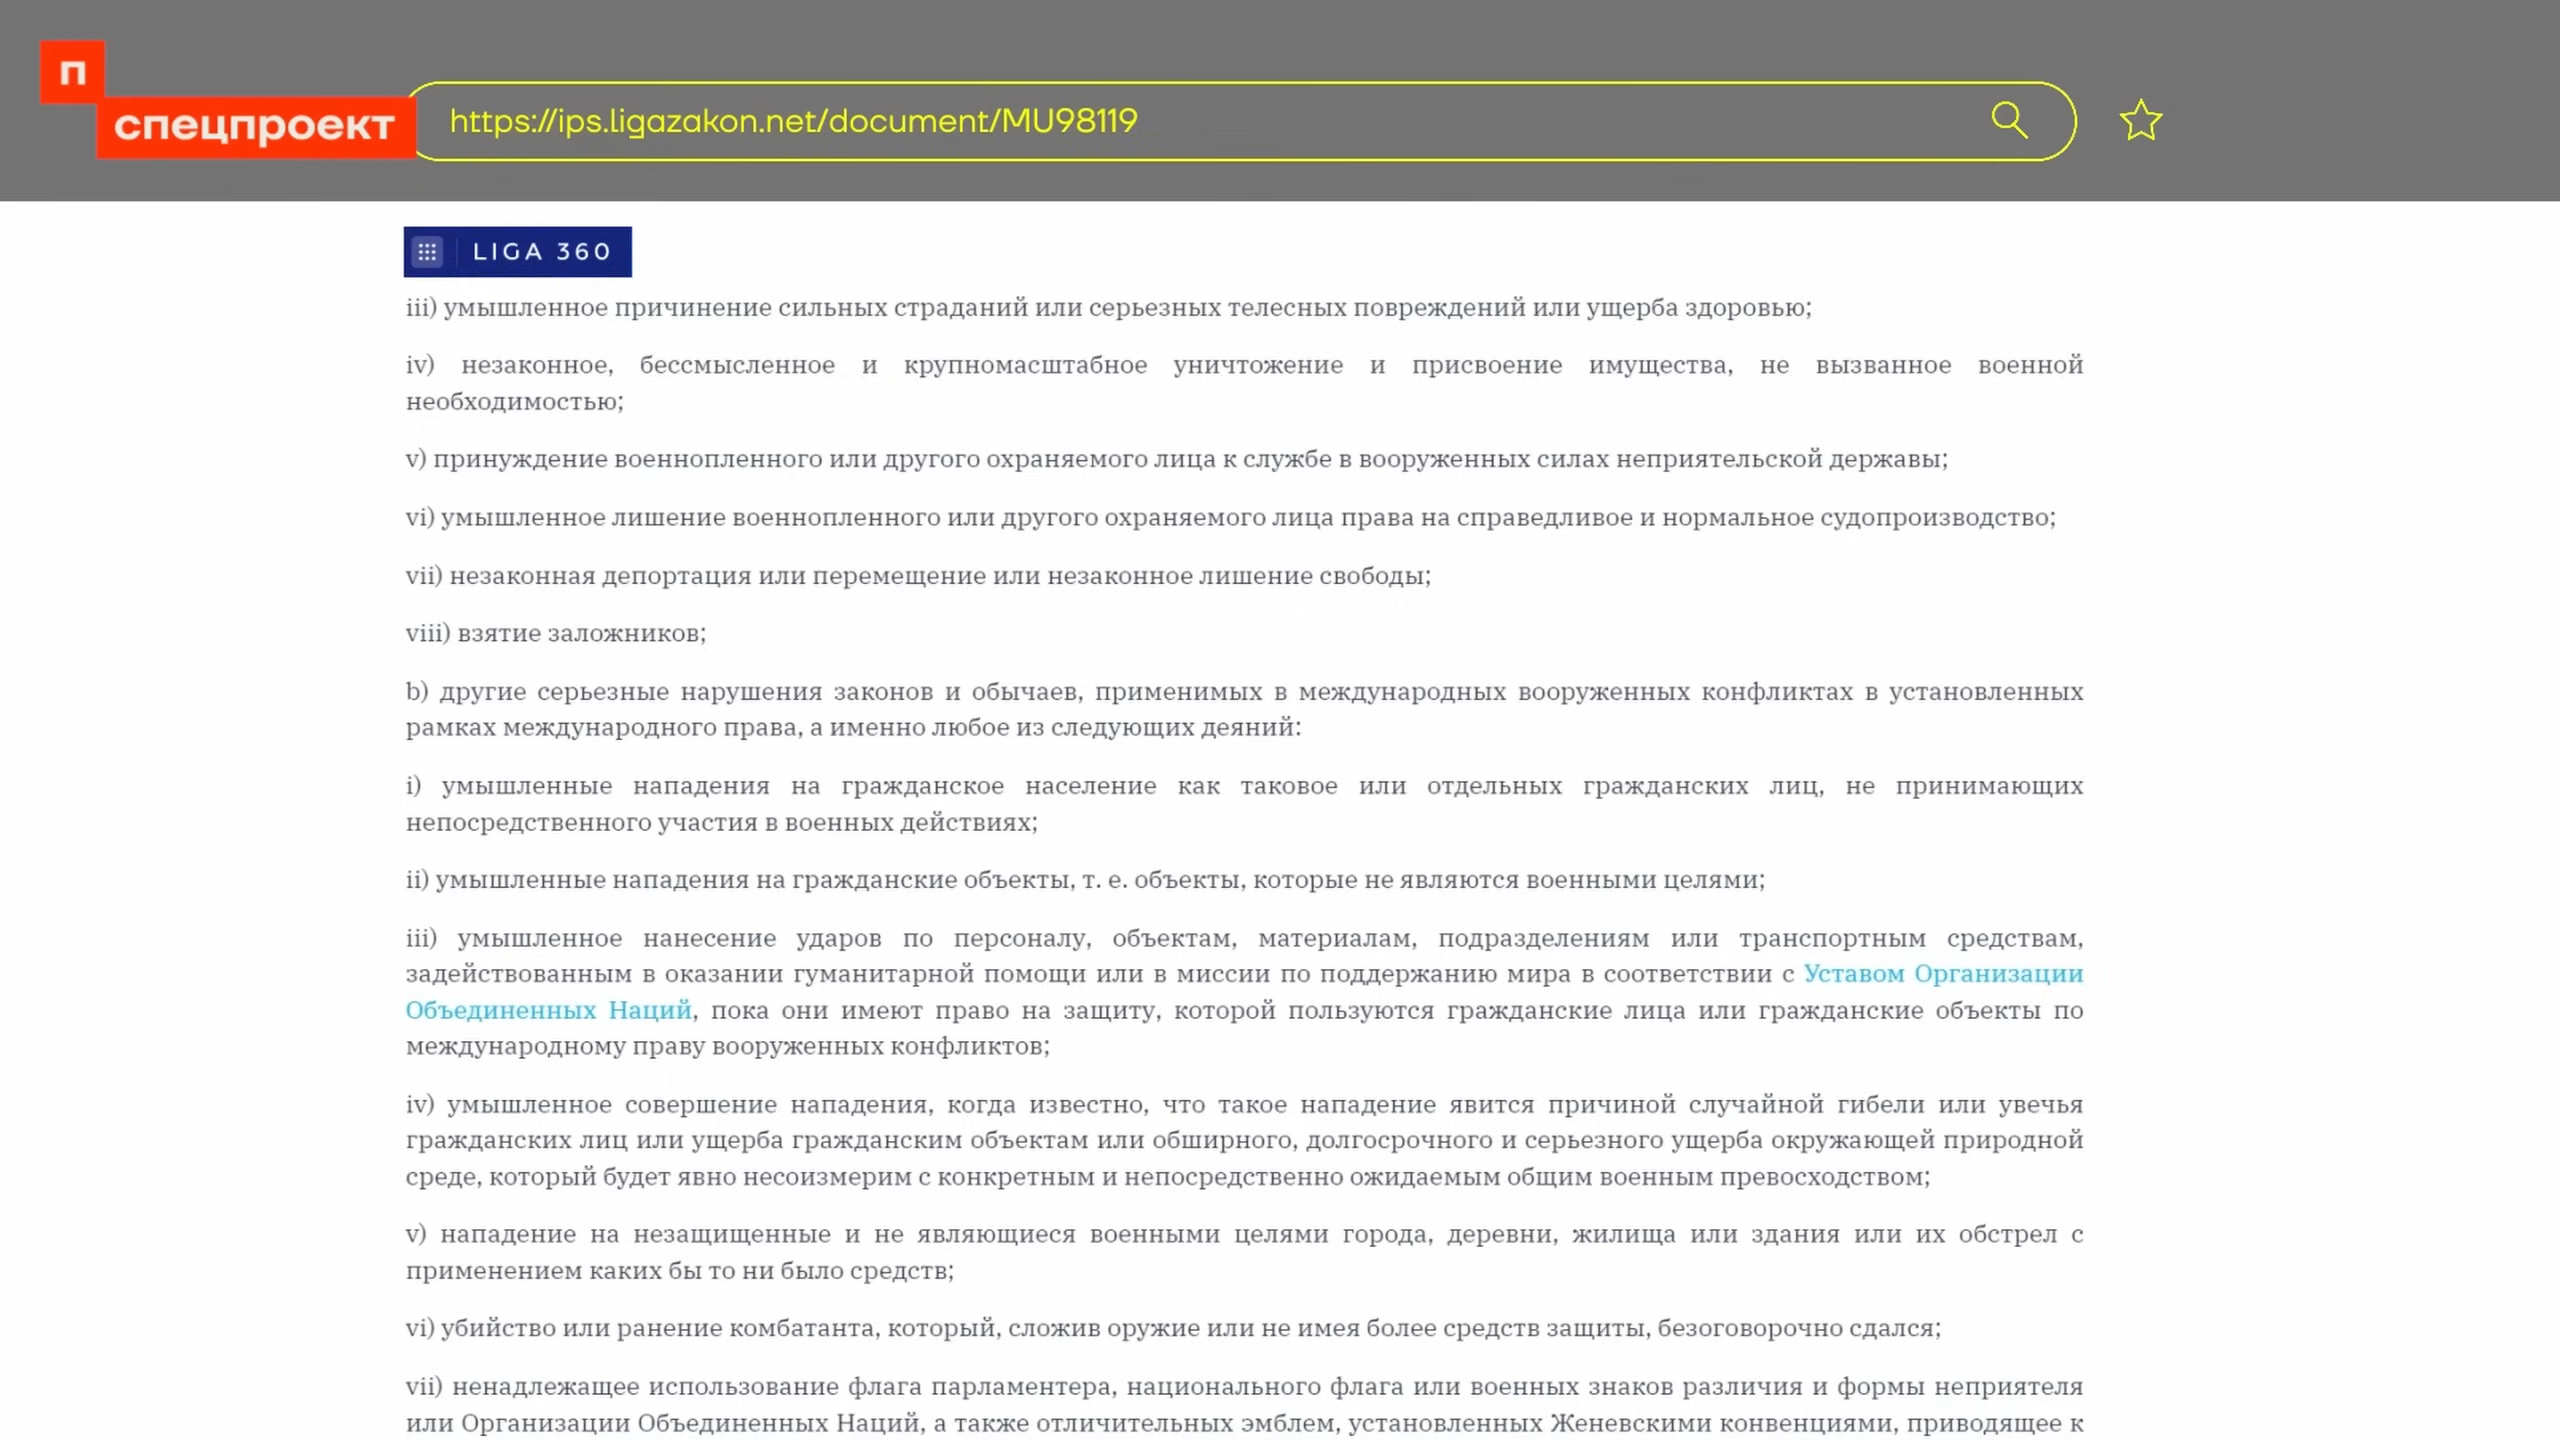 П
спецпроект
https://ips.ligazakon.net/document/MU98119
LIGA 360
iii) умышленное причинение сильных страданий или серьезных телесных повреждений или ущерба здоровью;
iv) незаконное, бессмысленное и крупномасштабное уничтожение и присвоение имущества, не вызванное военной
необходимостью;
v) принуждение военнопленного или другого охраняемого лица к службе в вооруженных силах неприятельской державы;
vi) умышленное лишение военнопленного или другого охраняемого лица права на справедливое и нормальное судопроизводство;
vii) незаконная депортация или перемещение или незаконное лишение свободы;
viii) взятие заложников;
b) другие серьезные нарушения законов и обычаев, применимых в международных вооруженных конфликтах в установленных
рамках международного права, а именно любое из следующих деяний:
i) умышленные нападения на гражданское население как таковое или отдельных гражданских лиц, не принимающих
непосредственного участия в военных действиях;
ii) умышленные нападения на гражданские объекты, т. е. объекты, которые не являются военными целями;
iii) умышленное нанесение ударов по персоналу, объектам, материалам, подразделениям или транспортным средствам,
задействованным в оказании гуманитарной помощи или в миссии по поддержанию мира в соответствии с Уставом Организации
Объединенных Наций, пока они имеют право на защиту, которой пользуются гражданские лица или гражданские объекты по
международному праву вооруженных конфликтов;
iv) умышленное совершение нападения, когда известно, что такое нападение явится причиной случайной гибели или увечья
гражданских лиц или ущерба гражданским объектам или обширного, долгосрочного и серьезного ущерба окружающей природной
среде, который будет явно несоизмерим с конкретным и непосредственно ожидаемым общим военным превосходством;
v) нападение на незащищенные и не являющиеся военными целями города, деревни, жилища или здания или их обстрел с
применением каких бы то ни было средств;
vi) убийство или ранение комбатанта, который, сложив оружие или не имея более средств защиты, безоговорочно сдался;
vii) ненадлежащее использование флага парламентера, национального флага или военных знаков различия и формы неприятеля
или Организации Объединенных Наций, а также отличительных эмблем, установленных Женевскими конвенциями, приводящее к